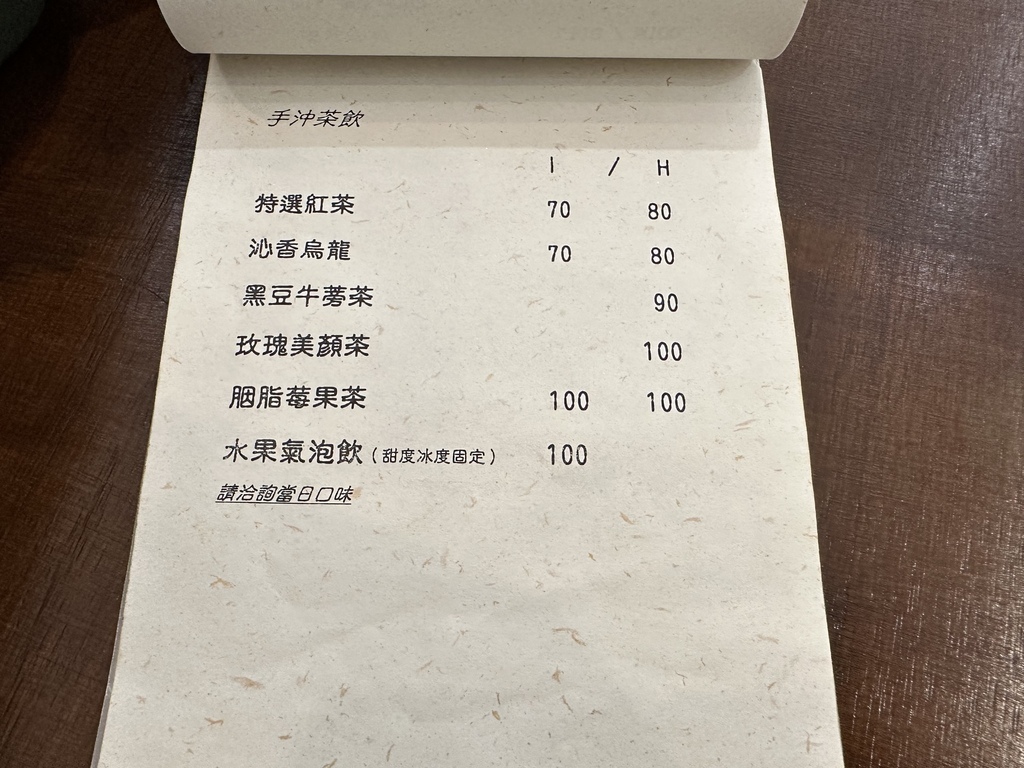 手沖茶飲
I / H
特選紅茶 70 80
沁香烏龍 70 80
黑豆牛蒡茶 90
玫瑰美顏茶 100
胭脂莓果茶 100 100
水果氣泡飲(甜度冰度固定) 100
請洽詢當日口味